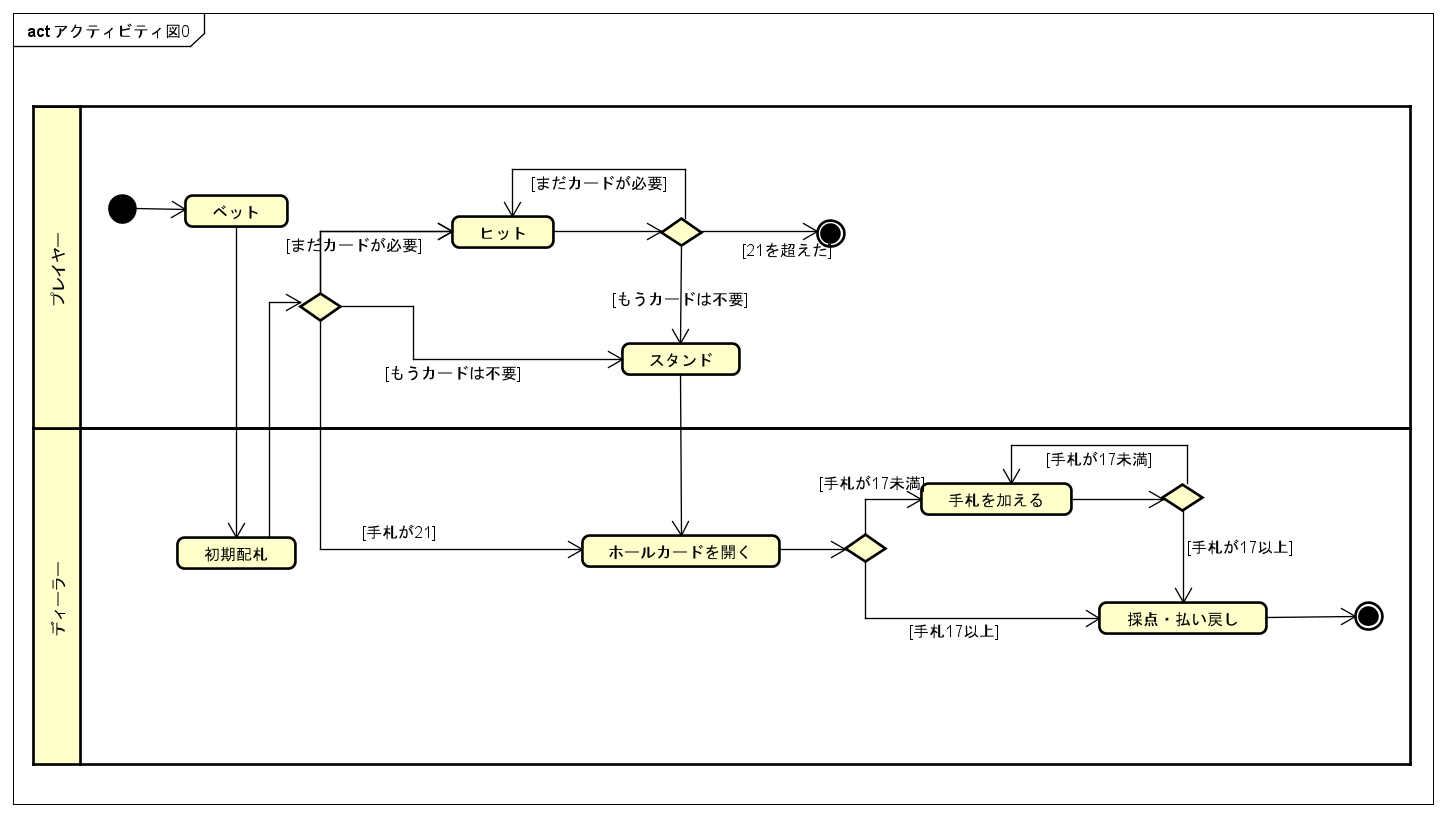 act アクティビティ図0
プレイヤー
ベット
[まだカードが必要]
ヒット
[まだカードが必要]
[21を超えた]
[もうカードは不要]
スタンド
[もうカードは不要]
ディーラー
初期配札
[手札が21]
ホールカードを開く
[手札が17未満]
[手札が17未満]
手札を加える
[手札が17以上]
[手札17以上]
採点・払い戻し